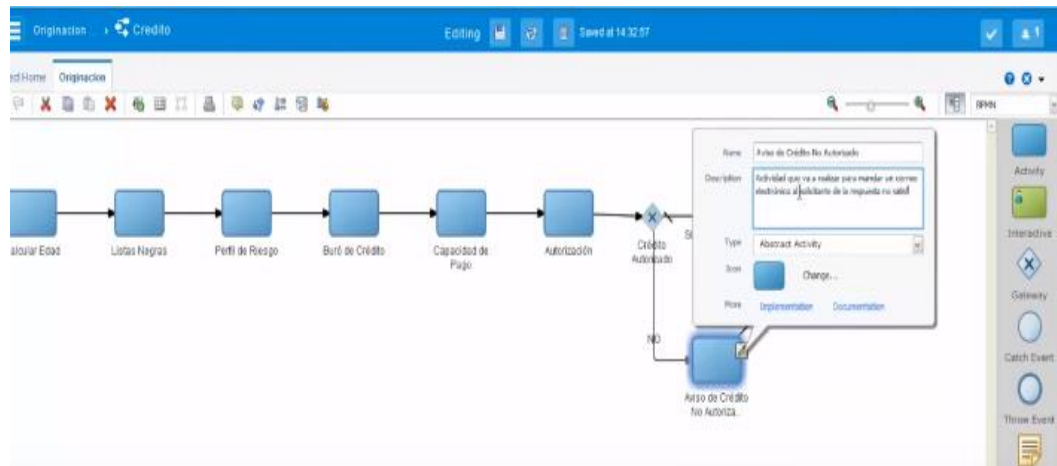 Originacion ... › Credito
Editing
Saved at 14:32:57
1
ect Home
Originacion
BPMN
alcular Edad
Listas Negras
Perfil de Riesgo
Buró de Crédito
Capacidad de
Pago
Autorización
Crédito
Autorizado
NO
Aviso de Crédito
No Autoriza...
Name
Aviso de Crédito No Autorizado
Description
Actividad que va a realizar para mandar un correo
electrónico al solicitante de la respuesta no satisf
Type
Abstract Activity
Icon
Change...
More
Implementation
Documentation
Activity
Interactive
Gateway
Catch Event
Throw Event